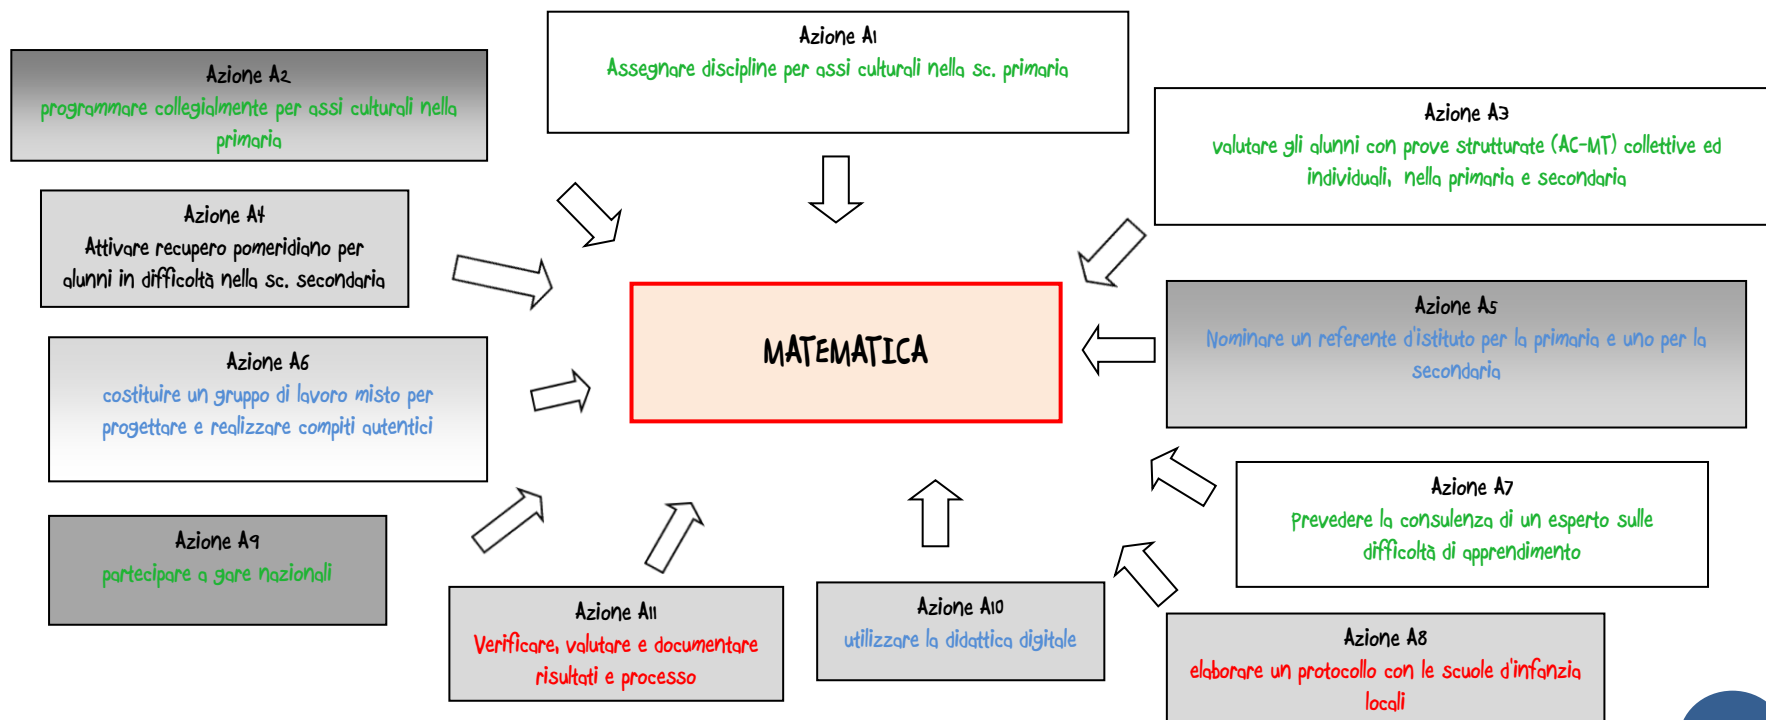 Azione A1
Assegnare discipline per assi culturali nella sc. primaria
Azione A2
programmare collegialmente per assi culturali nella
primaria
Azione A3
valutare gli alunni con prove strutturate (AC-MT) collettive ed
individuali, nella primaria e secondaria
Azione A4
Attivare recupero pomeridiano per
alunni in difficoltà nella sc. secondaria
MATEMATICA
Azione A5
Nominare un referente d'istituto per la primaria e uno per la
secondaria
Azione A6
costituire un gruppo di lavoro misto per
progettare e realizzare compiti autentici
Azione A7
Prevedere la consulenza di un esperto sulle
difficoltà di apprendimento
Azione A9
partecipare a gare nazionali
Azione A11
Verificare, valutare e documentare
risultati e processo
Azione A10
utilizzare la didattica digitale
Azione A8
elaborare un protocollo con le scuole d'infanzia
locali